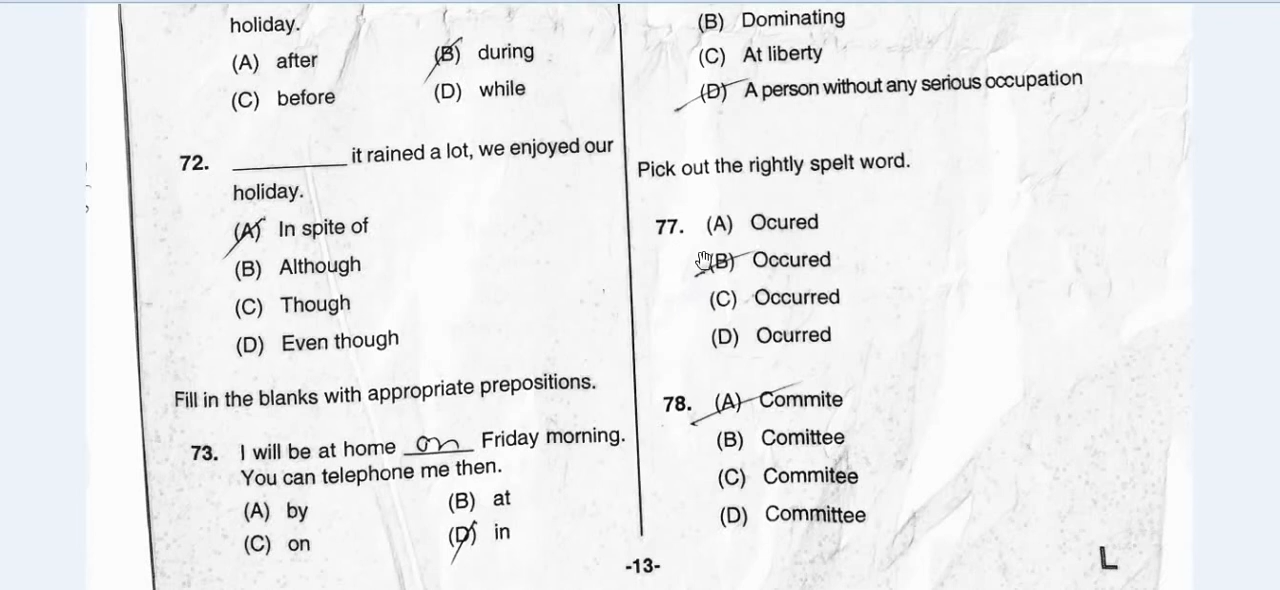 holiday.
(A) after (B) during
(C) before (D) while
72. __________ it rained a lot, we enjoyed our
holiday.
(A) In spite of
(B) Although
(C) Though
(D) Even though
Fill in the blanks with appropriate prepositions.
73. I will be at home on Friday morning.
You can telephone me then.
(A) by (B) at
(C) on (D) in
(B) Dominating
(C) At liberty
(D) A person without any serious occupation
Pick out the rightly spelt word.
77. (A) Ocured
(B) Occured
(C) Occurred
(D) Ocurred
78. (A) Commite
(B) Comittee
(C) Commitee
(D) Committee
-13-
L